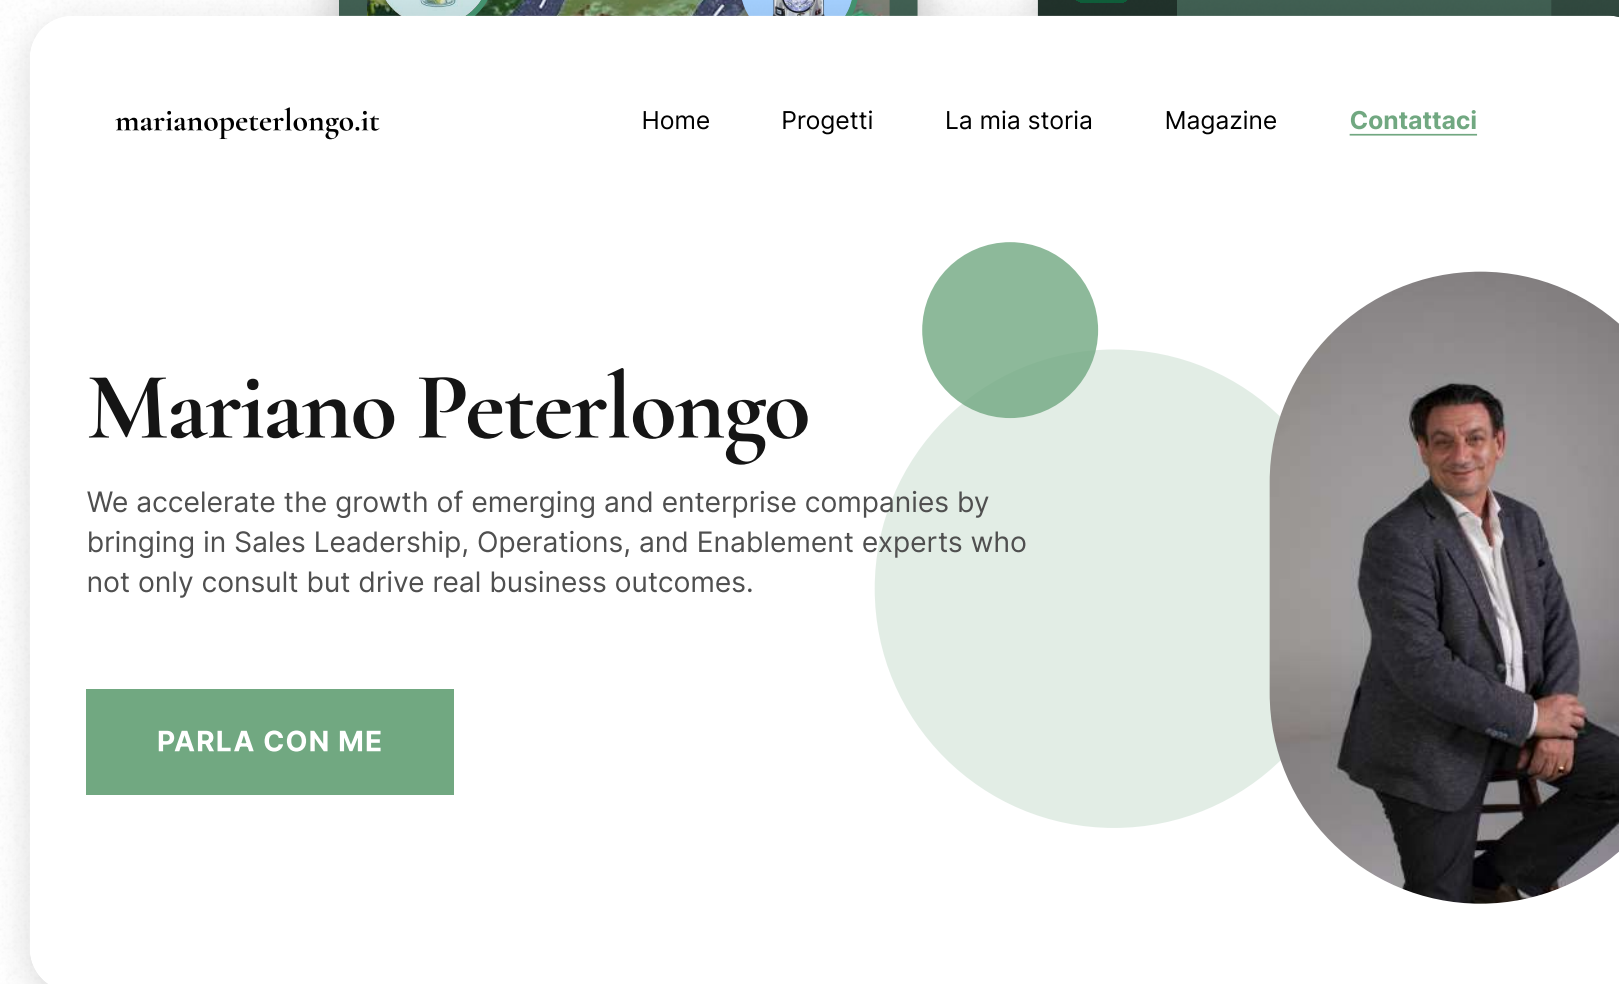 marianopeterlongo.it
Home Progetti La mia storia Magazine Contattaci
Mariano Peterlongo
We accelerate the growth of emerging and enterprise companies by
bringing in Sales Leadership, Operations, and Enablement experts who
not only consult but drive real business outcomes.
PARLA CON ME